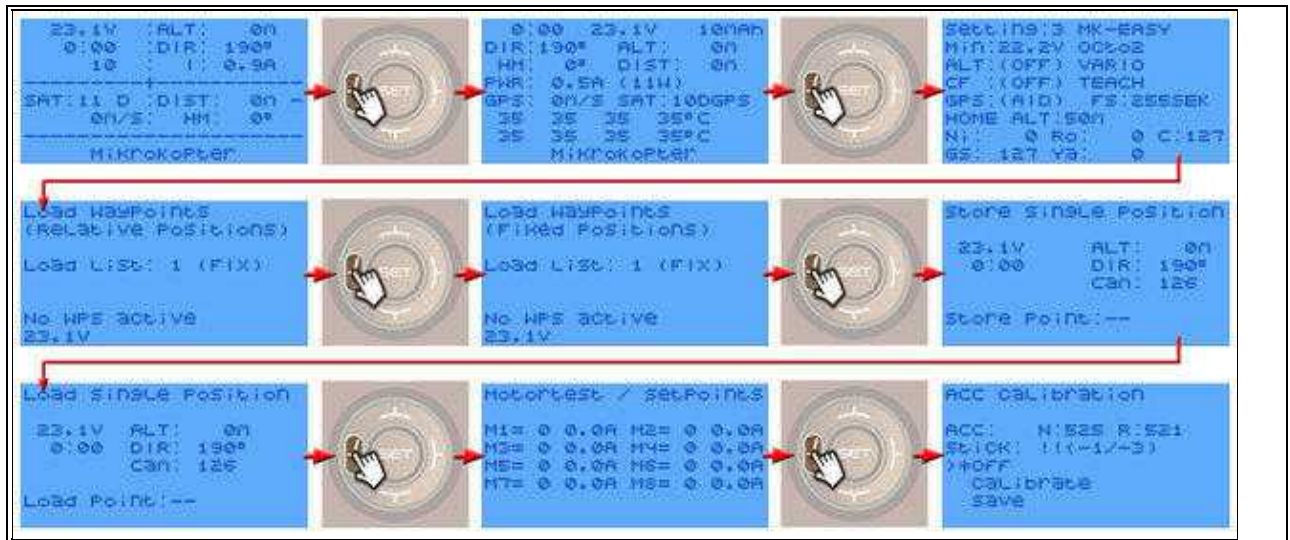 23.1V :ALT: 0m
0:00 :DIR: 190°
10 : I: 0.9A
SAT:11 D :DIST: 0m
0m/s: HM: 0°
MikroKopter
0:00 23.1V 10mAh
DIR:190° ALT: 0m
HM: 0° DIST: 0m
PWR: 0.5A (11W)
GPS: 0m/s SAT:10DGPS
35 35 35 35°C
35 35 35 35°C
MikroKopter
Setting:3 MK-EASY
Min:22.2V Octo2
ALT:(OFF) VARIO
CF :(OFF) TEACH
GPS:(AID) FS:255SEK
HOME ALT:50m
Ni: 0 Ro: 0 C:127
GS: 127 Ya: 0
SET
SET
Load WayPoints
(Relative Positions)
Load List: 1 (FIX)
No WPs active
23.1V
Load WayPoints
(Fixed Positions)
Load List: 1 (FIX)
No WPs active
23.1V
Store Single Position
23.1V ALT: 0m
0:00 DIR: 190°
Can: 126
Store Point:--
SET
SET
Load Single Position
23.1V ALT: 0m
0:00 DIR: 190°
Can: 126
Load Point:--
Motortest / SetPoints
M1= 0 0.0A M2= 0 0.0A
M3= 0 0.0A M4= 0 0.0A
M5= 0 0.0A M6= 0 0.0A
M7= 0 0.0A M8= 0 0.0A
ACC Calibration
ACC: N:525 R:521
Stick: !!(-1/-3)
>*OFF
Calibrate
Save
SET
SET